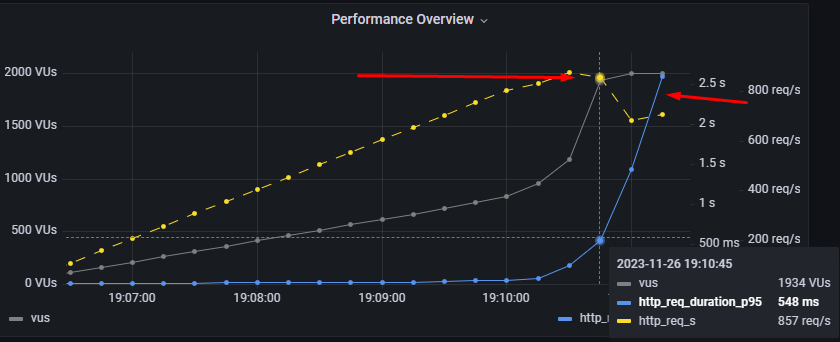 Performance Overview
2000 VUs
1500 VUs
1000 VUs
500 VUs
0 VUs
2.5 s
2 s
1.5 s
1 s
500 ms
800 req/s
600 req/s
400 req/s
200 req/s
19:07:00
19:08:00
19:09:00
19:10:00
vus
2023-11-26 19:10:45
vus 1934 VUs
http_req_duration_p95 548 ms
http_req_s 857 req/s